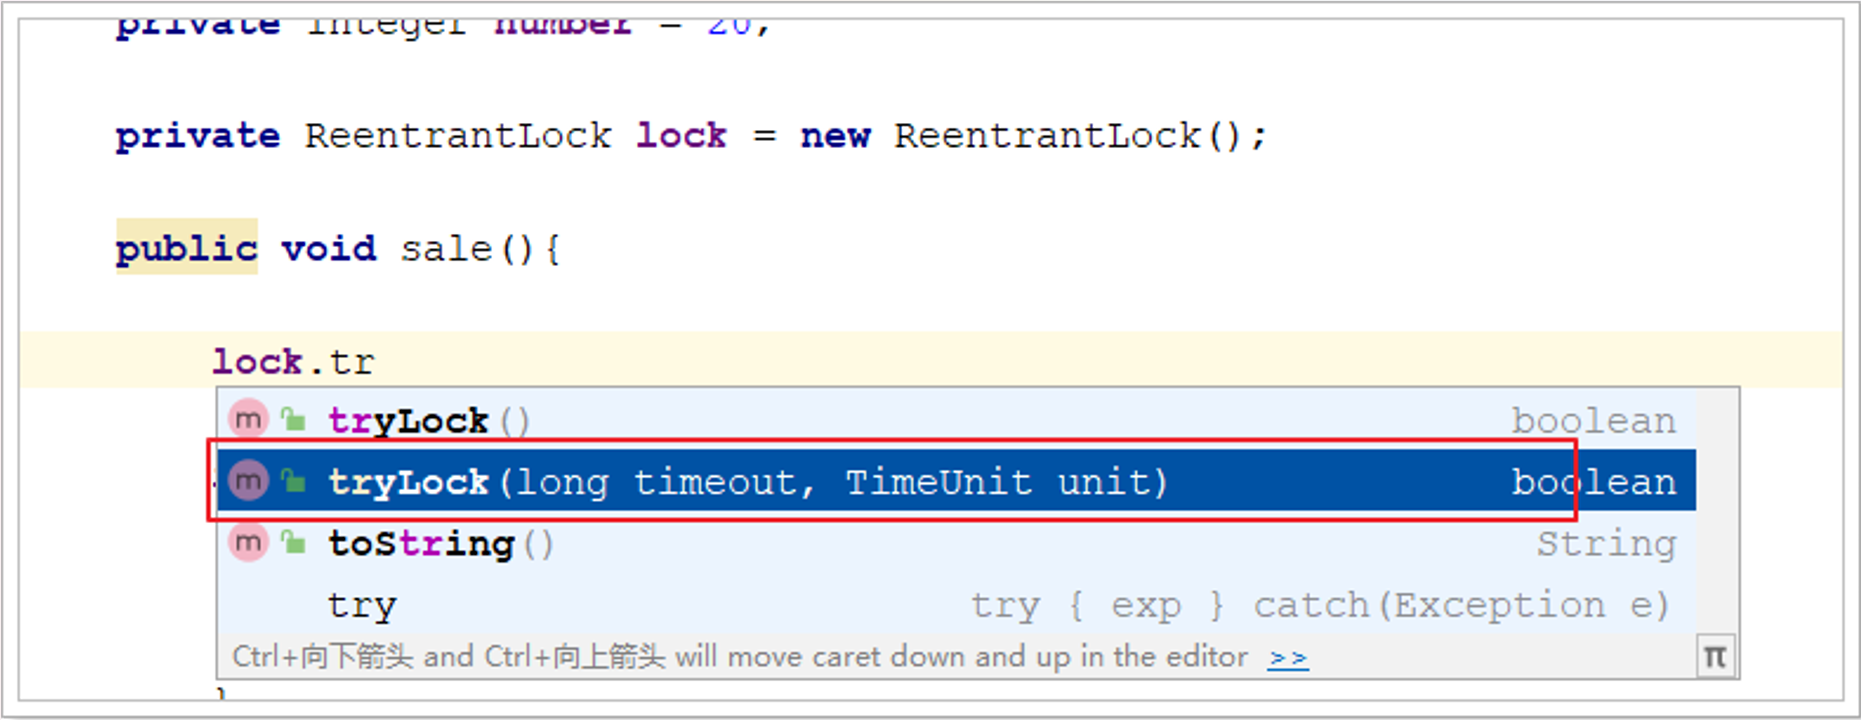 private Integer number = 20;
private ReentrantLock lock = new ReentrantLock();
public void sale(){
lock.tr
m tryLock() boolean
m tryLock(long timeout, TimeUnit unit) boolean
m toString() String
try try { exp } catch(Exception e)
Ctrl+向下箭头 and Ctrl+向上箭头 will move caret down and up in the editor >> π
}